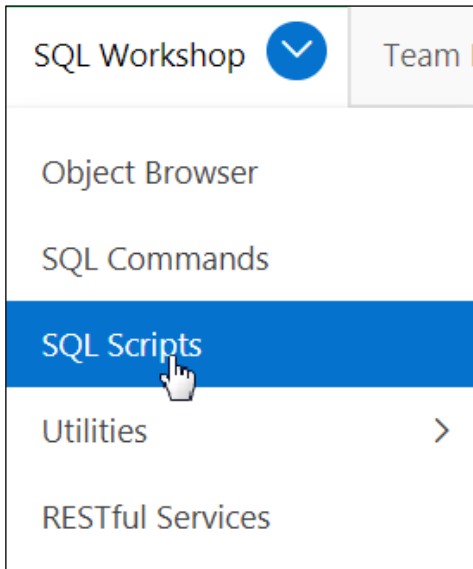 SQL Workshop Team
Object Browser
SQL Commands
SQL Scripts
Utilities
RESTful Services